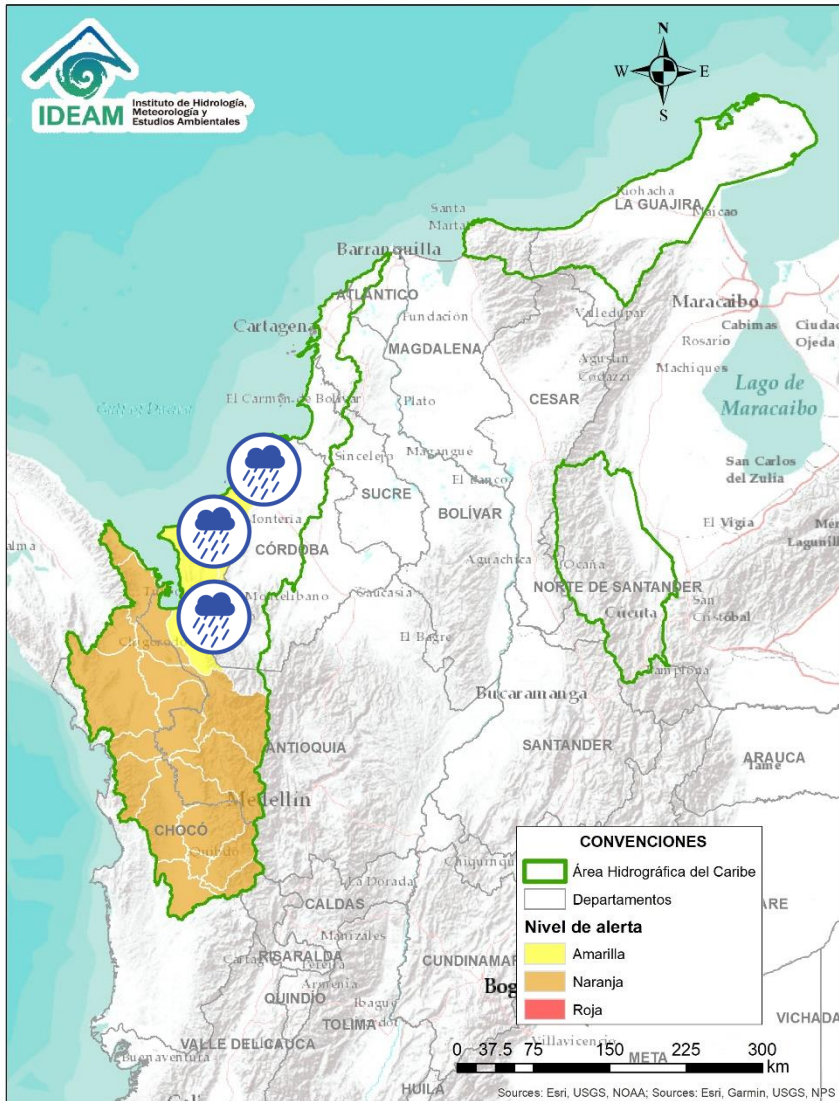 IDEAM
Instituto de Hidrología,
Meteorología y
Estudios Ambientales
N
W E
S
Riohacha
LA GUAJIRA
Maicao
Santa
Marta
Barranquilla
ATLÁNTICO
Maracaibo
Cartagena
Fundación
Valledupar
Cabimas
Ciudad
Ojeda
Rosario
MAGDALENA
Machiques
Agustín
Codazzi
CESAR
Lago de
Maracaibo
El Carmen de Bolívar
Plato
Sincelejo
Magangue
San Carlos
del Zulia
SUCRE
El Banco
BOLÍVAR
Montería
El Vigía
CÓRDOBA
Aguachica
Ocaña
NORTE DE SANTANDER
Montelibano
Caucasia
Cucuta
San
Cristóbal
El Bagre
Pamplona
Bucaramanga
ANTIOQUIA
SANTANDER
ARAUCA
Tame
Medellín
CHOCÓ
Quibdó
La Dorada
CALDAS
Manizales
RISARALDA
Pereira
Armenia
QUINDÍO
Ibague
TOLIMA
VALLE DEL CAUCA
Buenaventura
HUILA
Villavicencio
META
VICHADA
CONVENCIONES
Área Hidrográfica del Caribe
Departamentos
Nivel de alerta
Amarilla
Naranja
Roja
0 37.5 75 150 225 300
km
Sources: Esri, USGS, NOAA; Sources: Esri, Garmin, USGS, NPS